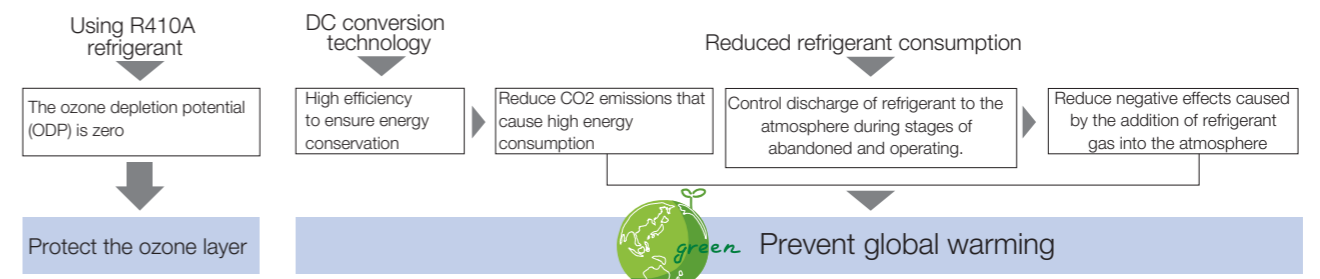 Using R410A
refrigerant
The ozone depletion potential
(ODP) is zero
Protect the ozone layer
DC conversion
technology
High efficiency
to ensure energy
conservation
Reduce CO2 emissions that
cause high energy
consumption
Reduced refrigerant consumption
Control discharge of refrigerant to the
atmosphere during stages of
abandoned and operating.
Reduce negative effects caused
by the addition of refrigerant
gas into the atmosphere
green
Prevent global warming